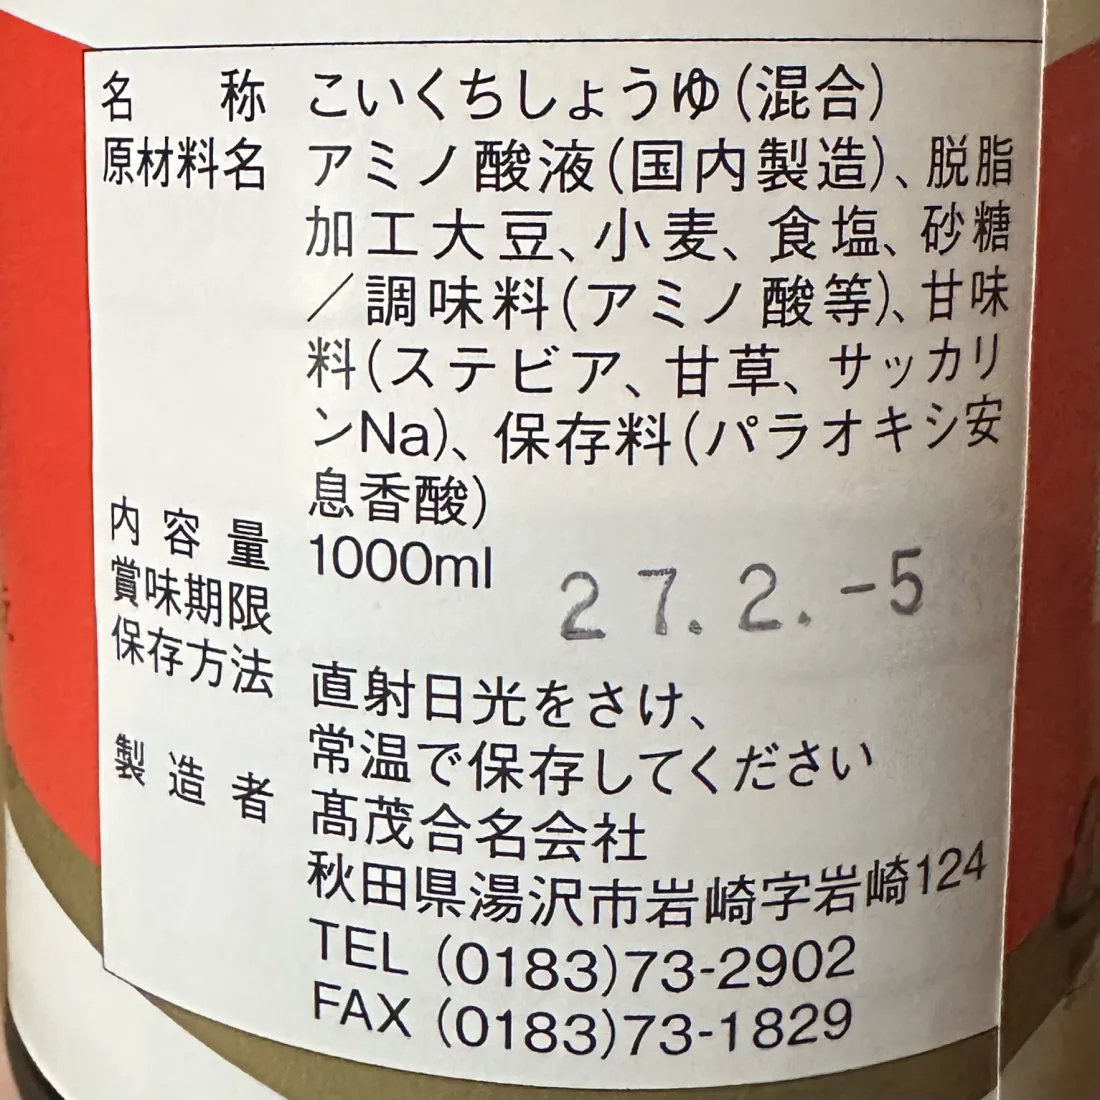 名称 こいくちしょうゆ(混合)
原材料名 アミノ酸液(国内製造)、脱脂
加工大豆、小麦、食塩、砂糖
／調味料(アミノ酸等)、甘味
料(ステビア、甘草、サッカリ
ンNa)、保存料(パラオキシ安
息香酸)
内容量 1000ml
賞味期限 27.2.-5
保存方法 直射日光をさけ、
常温で保存してください
製造者 髙茂合名会社
秋田県湯沢市岩崎字岩崎124
TEL (0183)73-2902
FAX (0183)73-1829